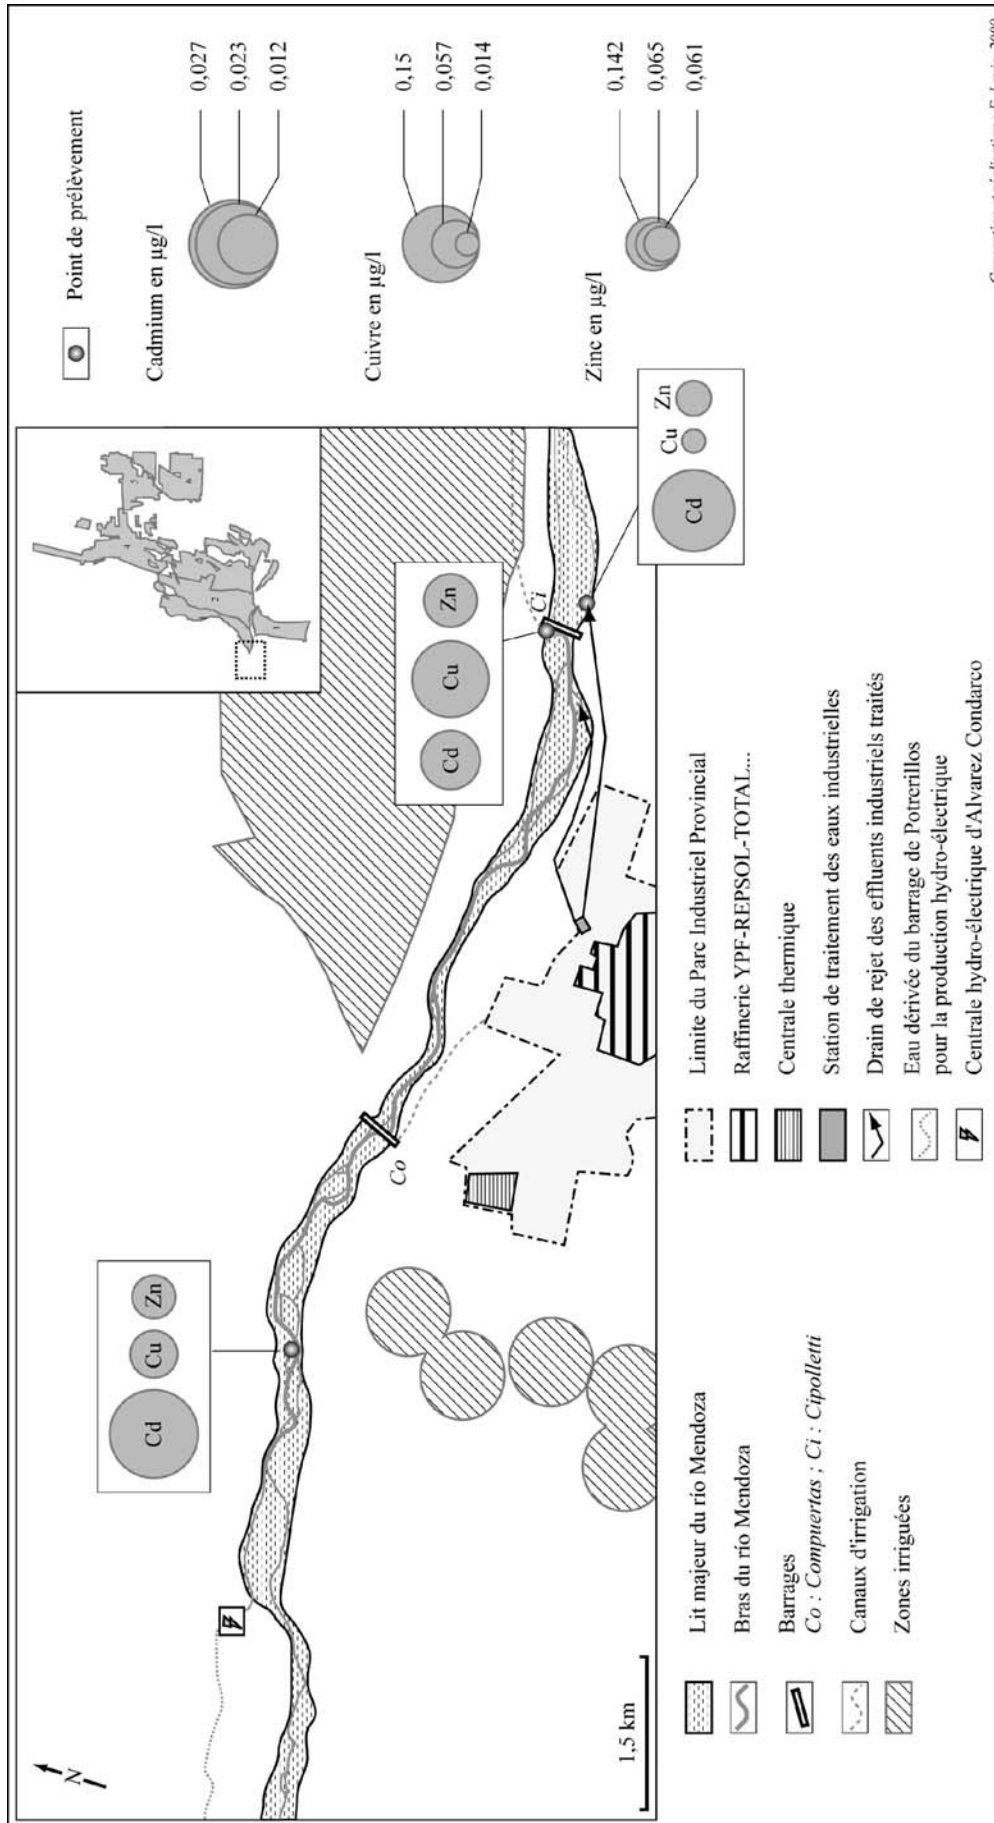 N
1,5 km
Co
Ci
Cd
Cu
Zn
Cd
Cu
Zn
Cd
Cu
Zn
Point de prélèvement
Cadmium en µg/l
0,027
0,023
0,012
Cuivre en µg/l
0,15
0,057
0,014
Zinc en µg/l
0,142
0,065
0,061
Lit majeur du río Mendoza
Bras du río Mendoza
Barrages
Co : Compuertas ; Ci : Cipolletti
Canaux d'irrigation
Zones irriguées
Limite du Parc Industriel Provincial
Raffinerie YPF-REPSOL-TOTAL...
Centrale thermique
Station de traitement des eaux industrielles
Drain de rejet des effluents industriels traités
Eau dérivée du barrage de Potrerillos
pour la production hydro-électrique
Centrale hydro-électrique d'Alvarez Condarco